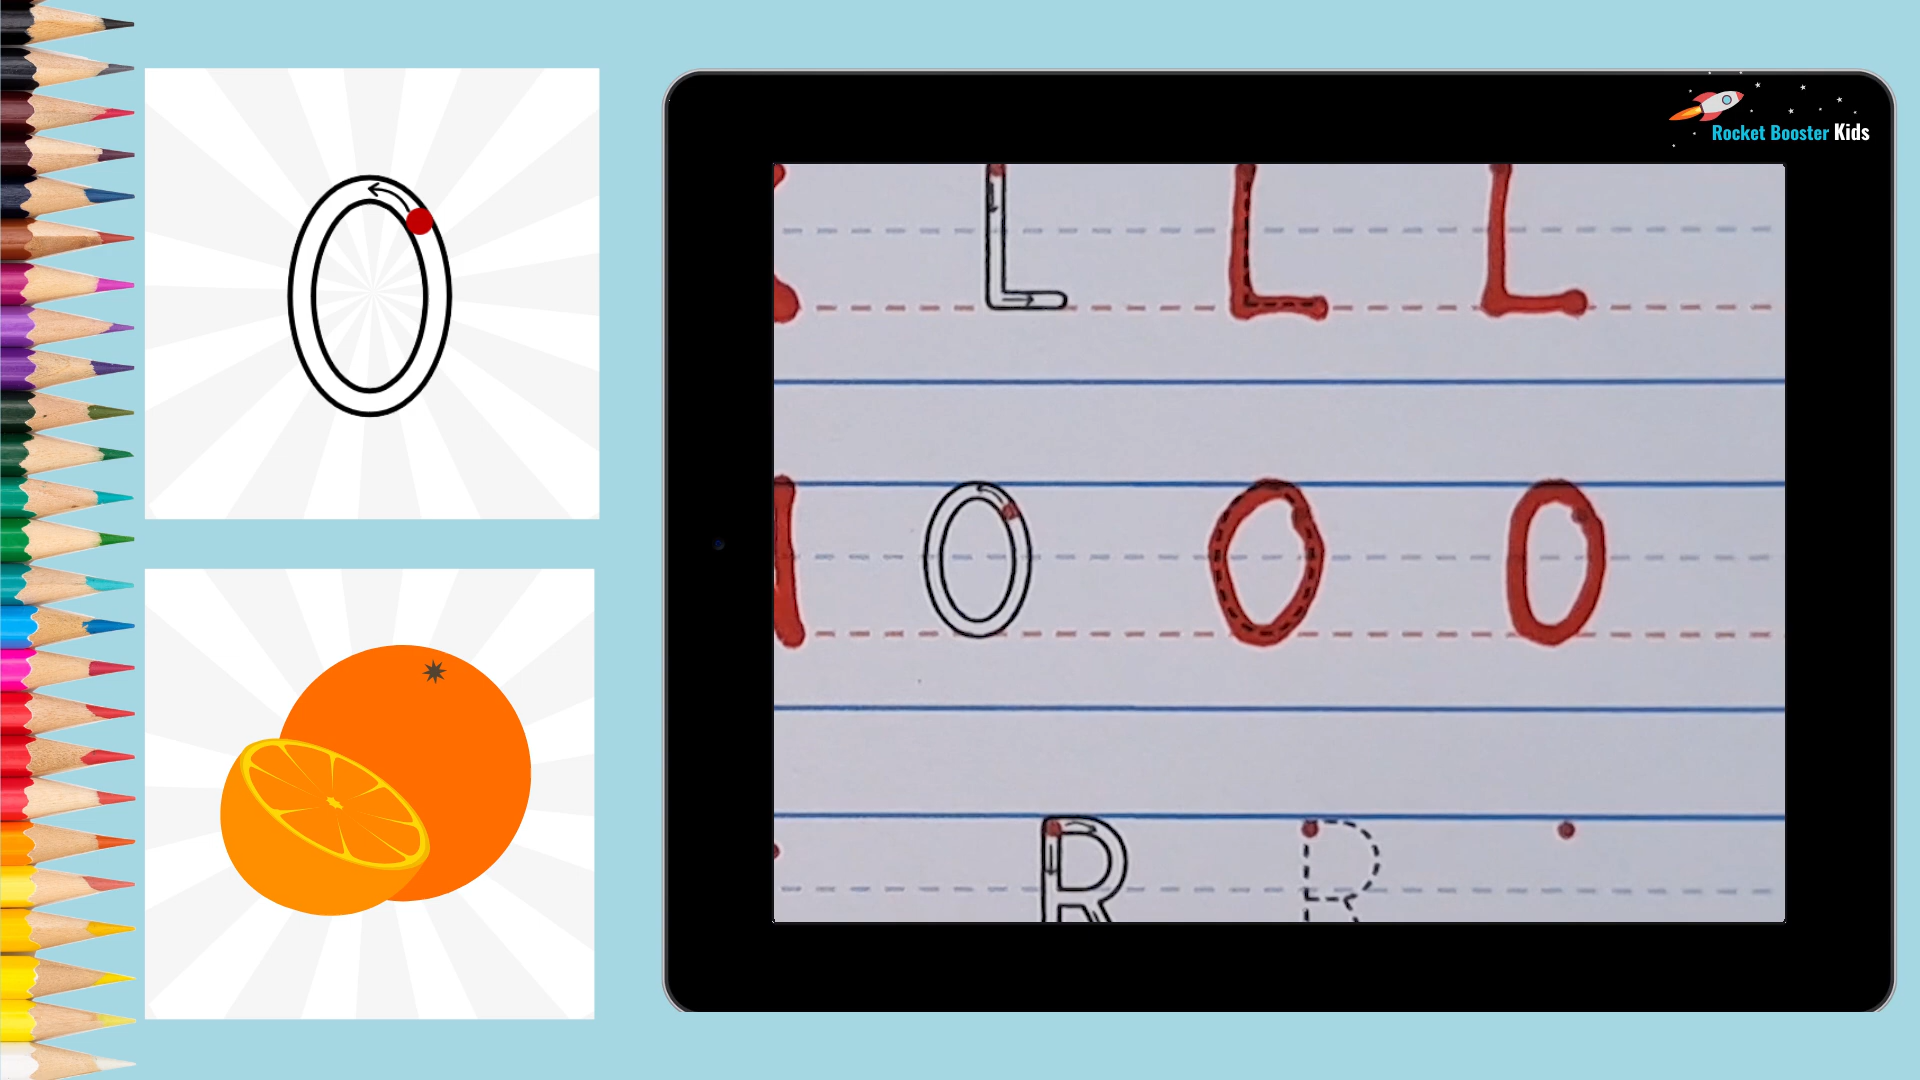 O
Rocket Booster Kids
L L L
O O O
R R